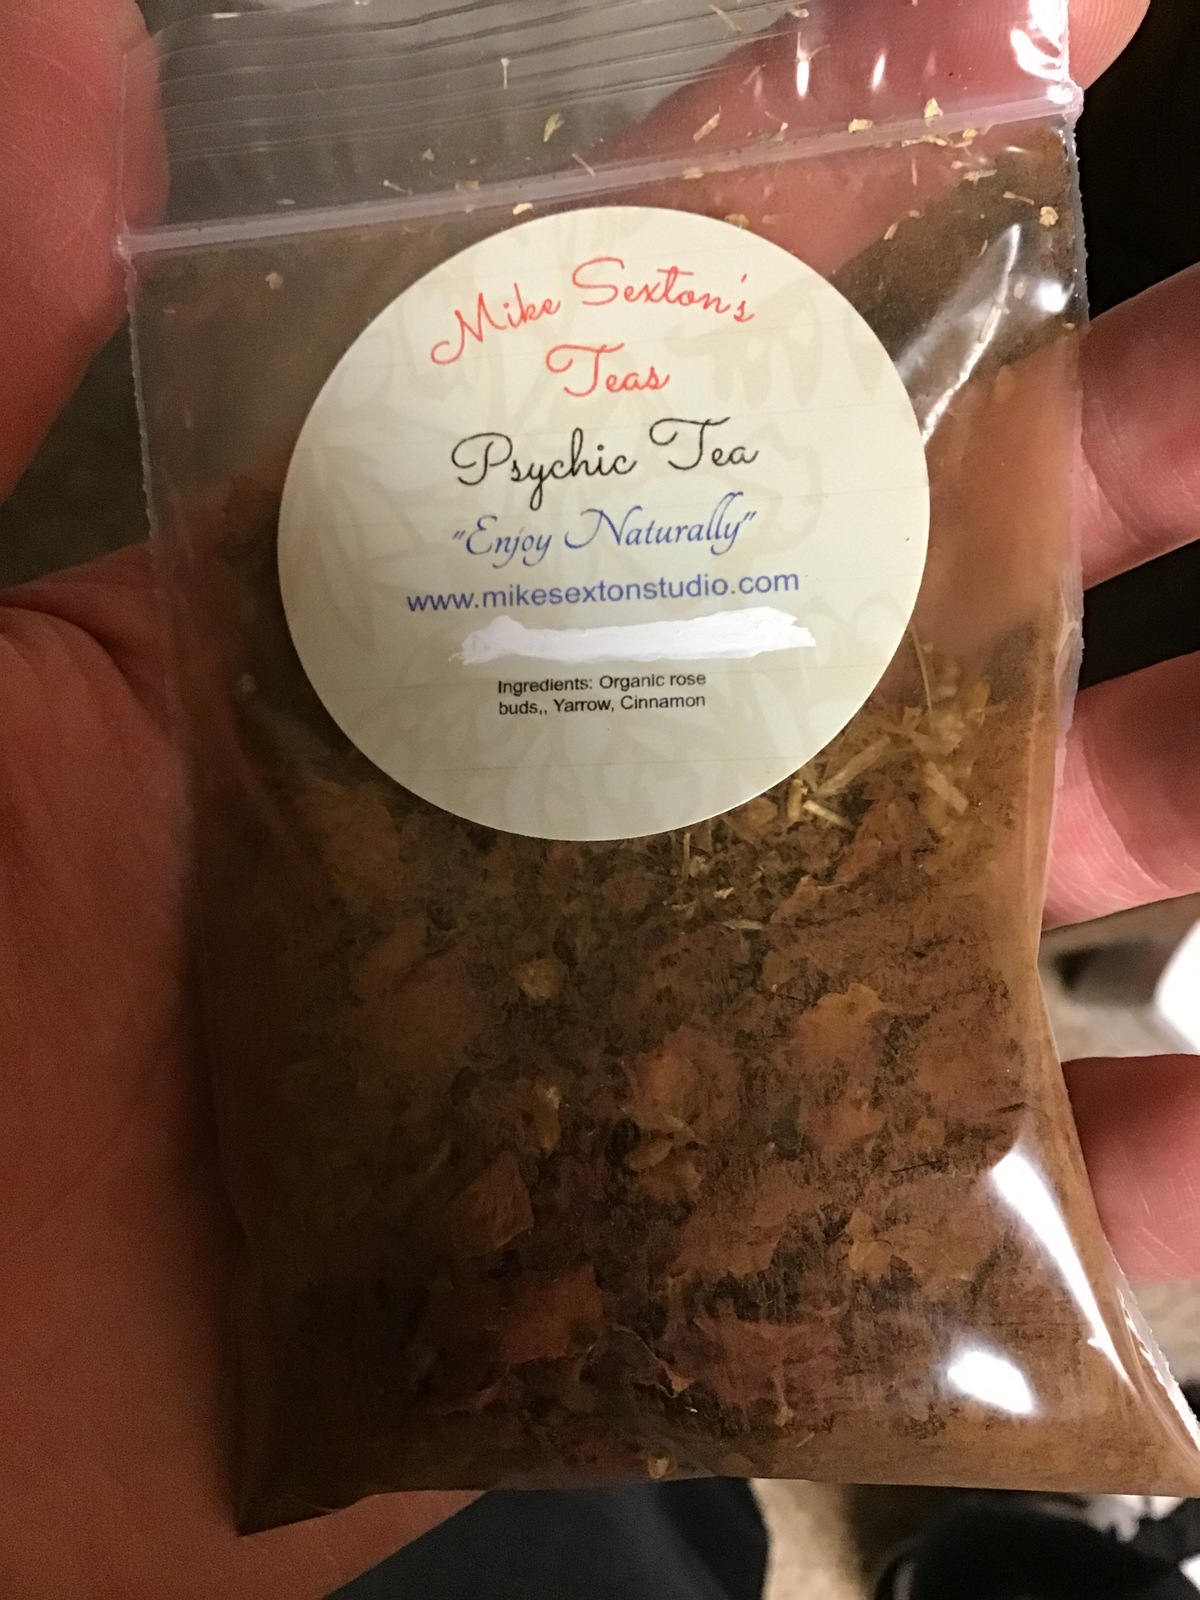 Mike Sexton's
Teas
Psychic Tea
"Enjoy Naturally"
www.mikesextonstudio.com
Ingredients: Organic rose
buds,, Yarrow, Cinnamon